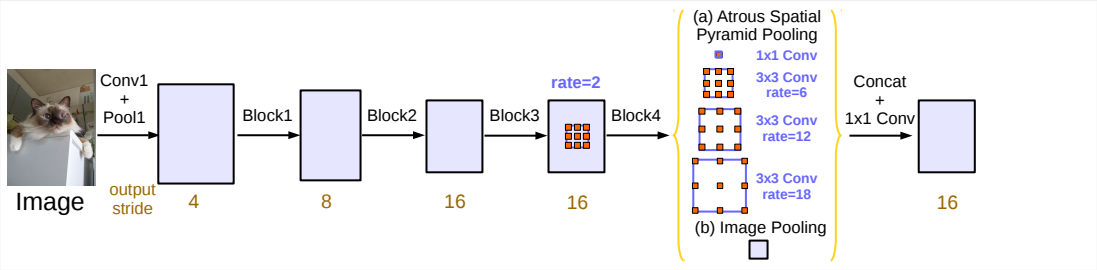 Image
Conv1
+
Pool1
output
stride
4
Block1
8
Block2
16
Block3
rate=2
16
Block4
(a) Atrous Spatial
Pyramid Pooling
1x1 Conv
3x3 Conv
rate=6
3x3 Conv
rate=12
3x3 Conv
rate=18
(b) Image Pooling
Concat
+
1x1 Conv
16